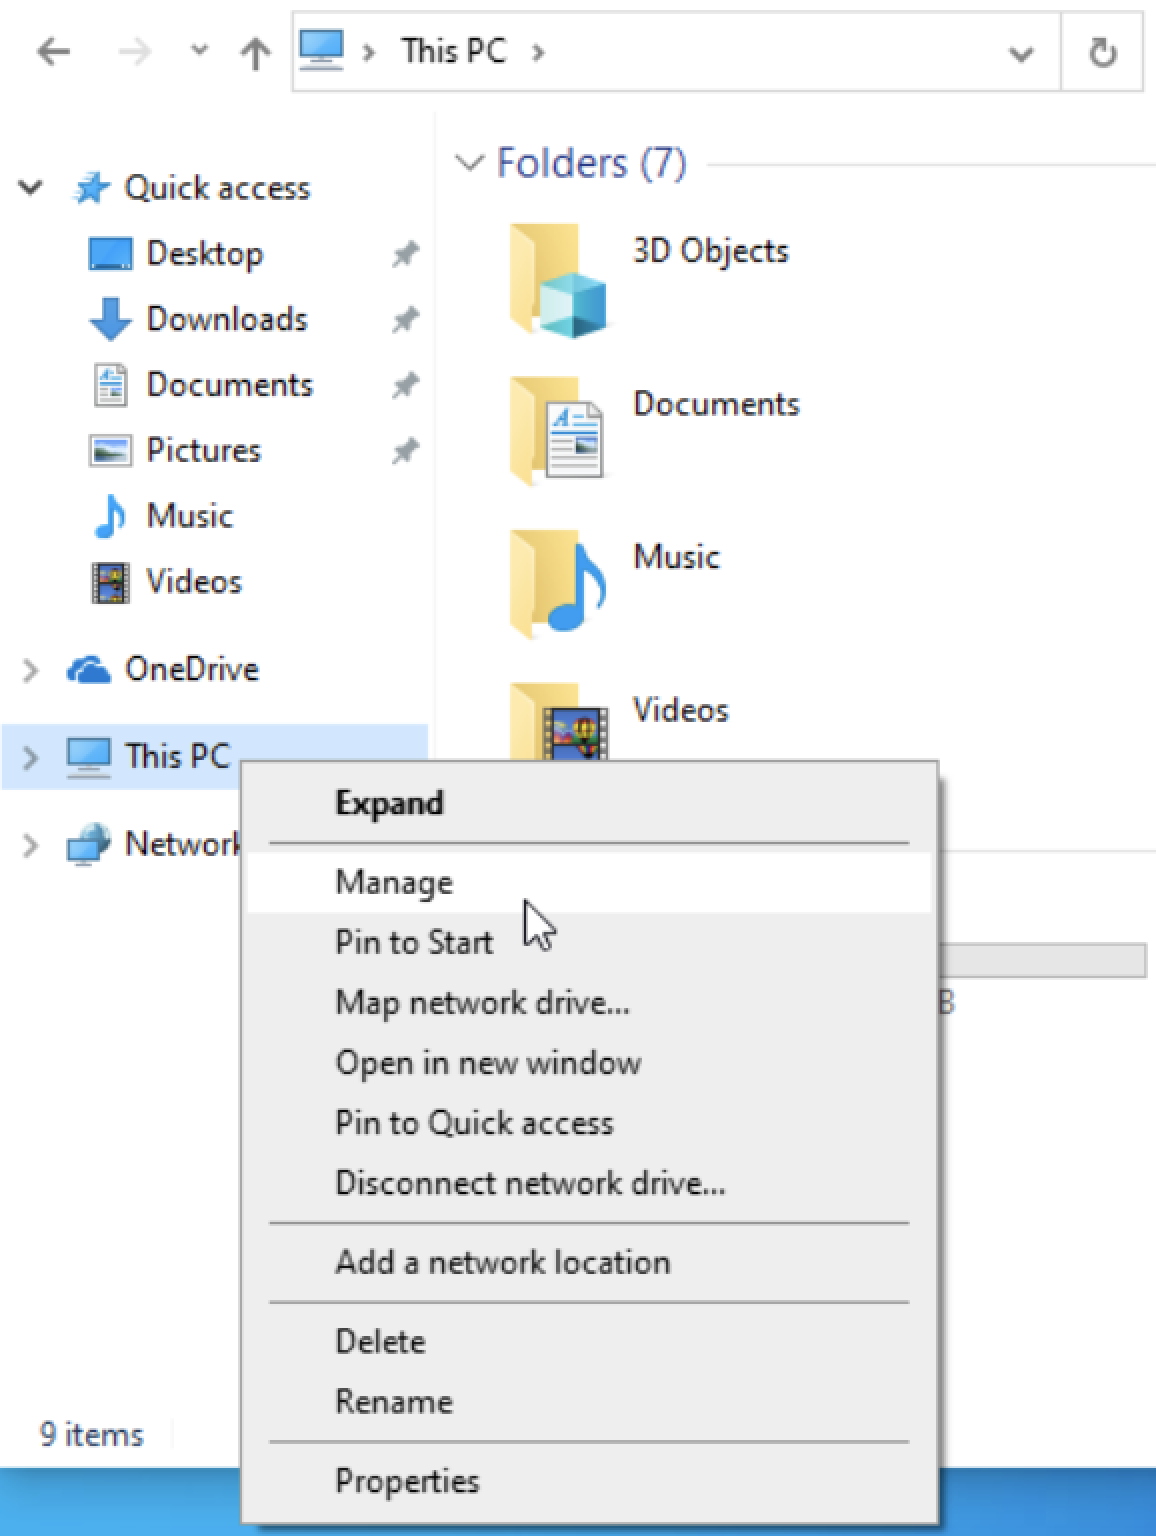 This PC
Folders (7)
Quick access
Desktop
Downloads
Documents
Pictures
Music
Videos
OneDrive
This PC
Network
3D Objects
Documents
Music
Videos
Expand
Manage
Pin to Start
Map network drive...
Open in new window
Pin to Quick access
Disconnect network drive...
Add a network location
Delete
Rename
Properties
B
9 items